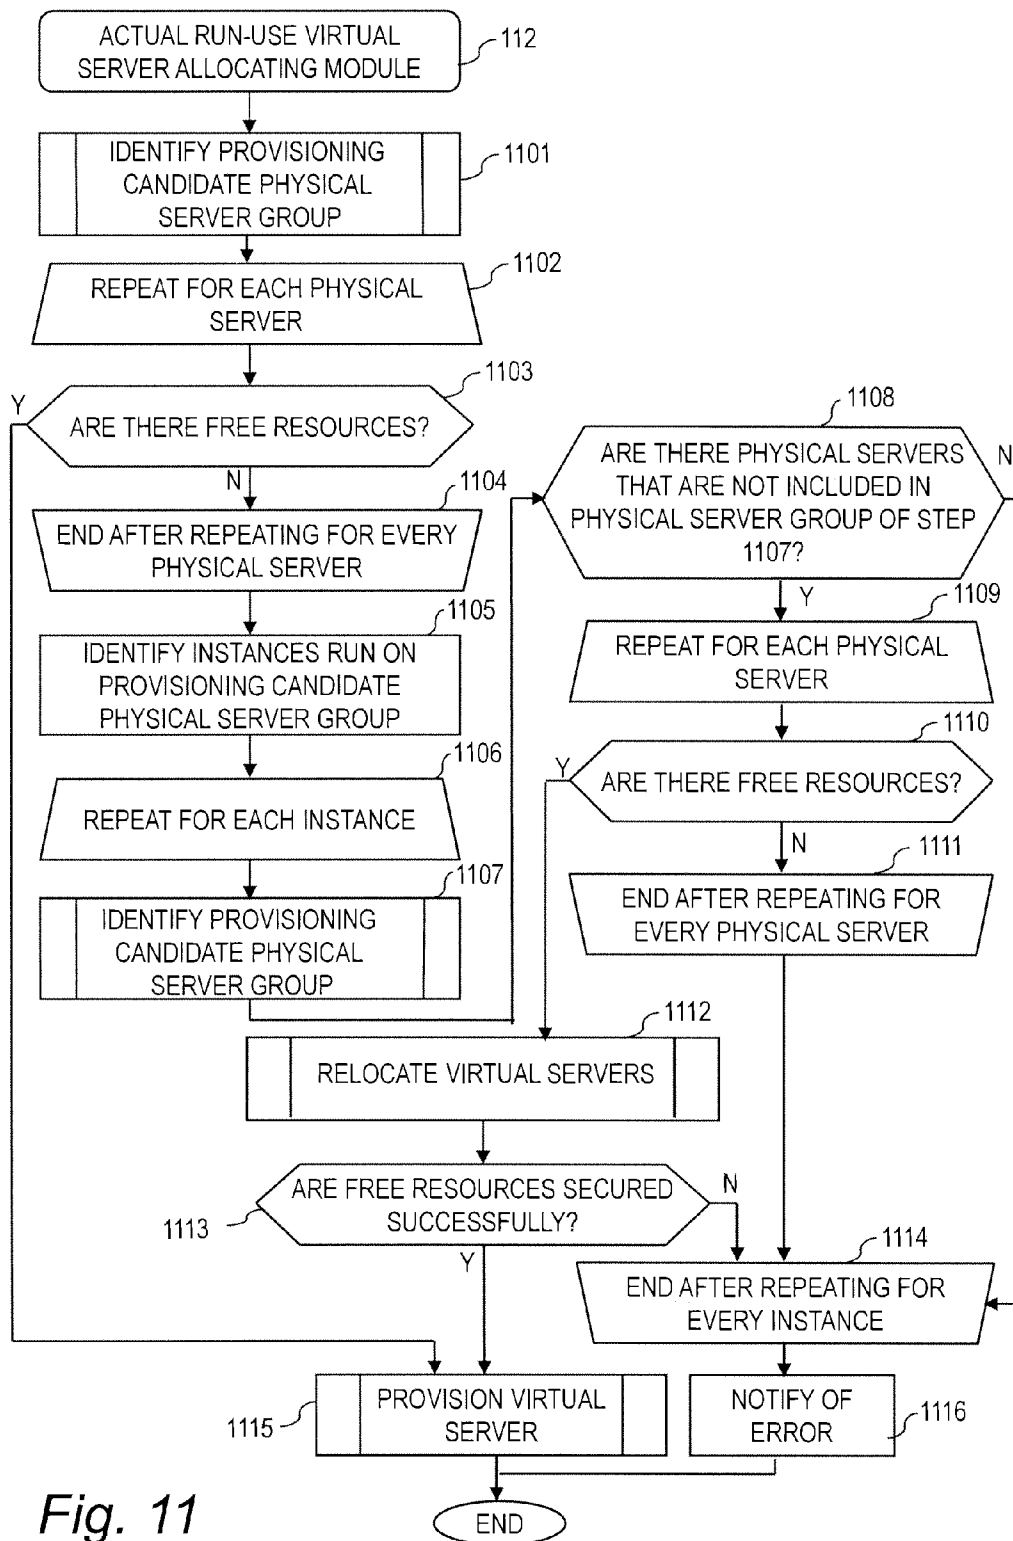 ACTUAL RUN-USE VIRTUAL
SERVER ALLOCATING MODULE
112
IDENTIFY PROVISIONING
CANDIDATE PHYSICAL
SERVER GROUP
1101
REPEAT FOR EACH PHYSICAL
SERVER
1102
ARE THERE FREE RESOURCES?
1103
Y
N
END AFTER REPEATING FOR EVERY
PHYSICAL SERVER
1104
IDENTIFY INSTANCES RUN ON
PROVISIONING CANDIDATE
PHYSICAL SERVER GROUP
1105
REPEAT FOR EACH INSTANCE
1106
IDENTIFY PROVISIONING
CANDIDATE PHYSICAL
SERVER GROUP
1107
ARE THERE PHYSICAL SERVERS
THAT ARE NOT INCLUDED IN
PHYSICAL SERVER GROUP OF STEP
1107?
1108
N
Y
REPEAT FOR EACH PHYSICAL
SERVER
1109
ARE THERE FREE RESOURCES?
1110
Y
N
END AFTER REPEATING FOR
EVERY PHYSICAL SERVER
1111
RELOCATE VIRTUAL SERVERS
1112
ARE FREE RESOURCES SECURED
SUCCESSFULLY?
1113
N
Y
END AFTER REPEATING FOR
EVERY INSTANCE
1114
PROVISION VIRTUAL
SERVER
1115
NOTIFY OF
ERROR
1116
END
Fig. 11